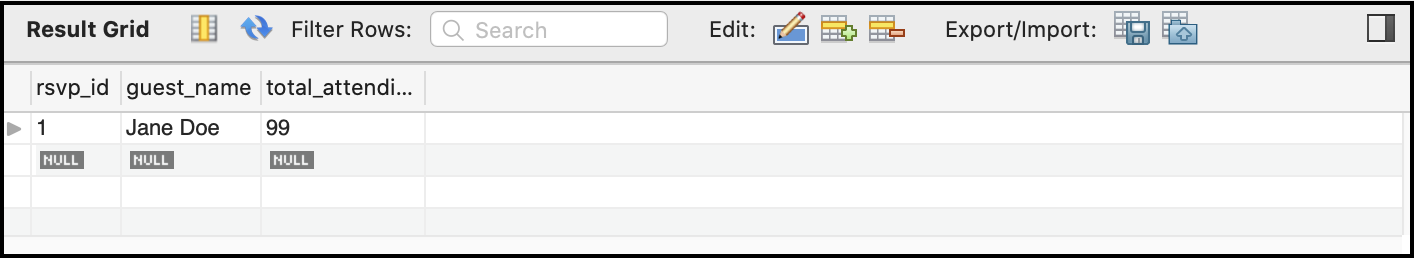 Result Grid Filter Rows: Search Edit: Export/Import:
rsvp_id guest_name total_attendi...
1 Jane Doe 99
NULL NULL NULL